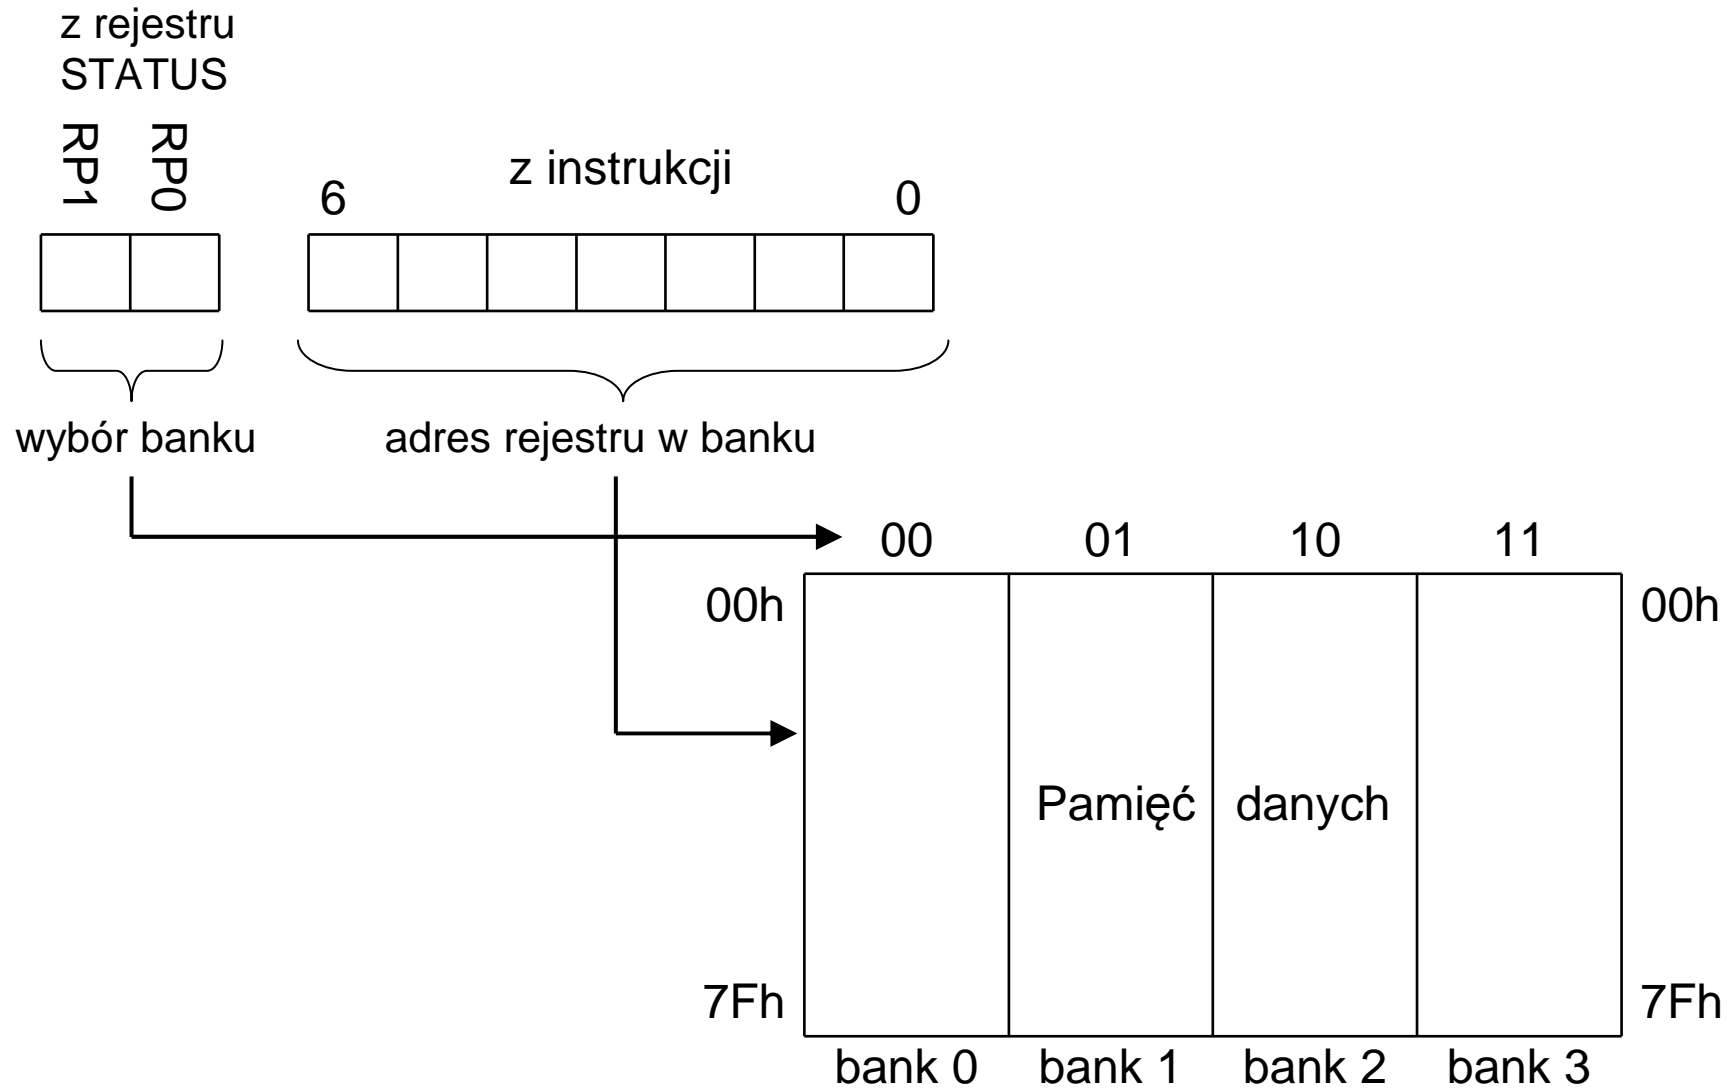 z rejestru
STATUS
RP1 RP0
z instrukcji
6 0
wybór banku adres rejestru w banku
00 01 10 11
00h 00h
Pamięć danych
7Fh 7Fh
bank 0 bank 1 bank 2 bank 3